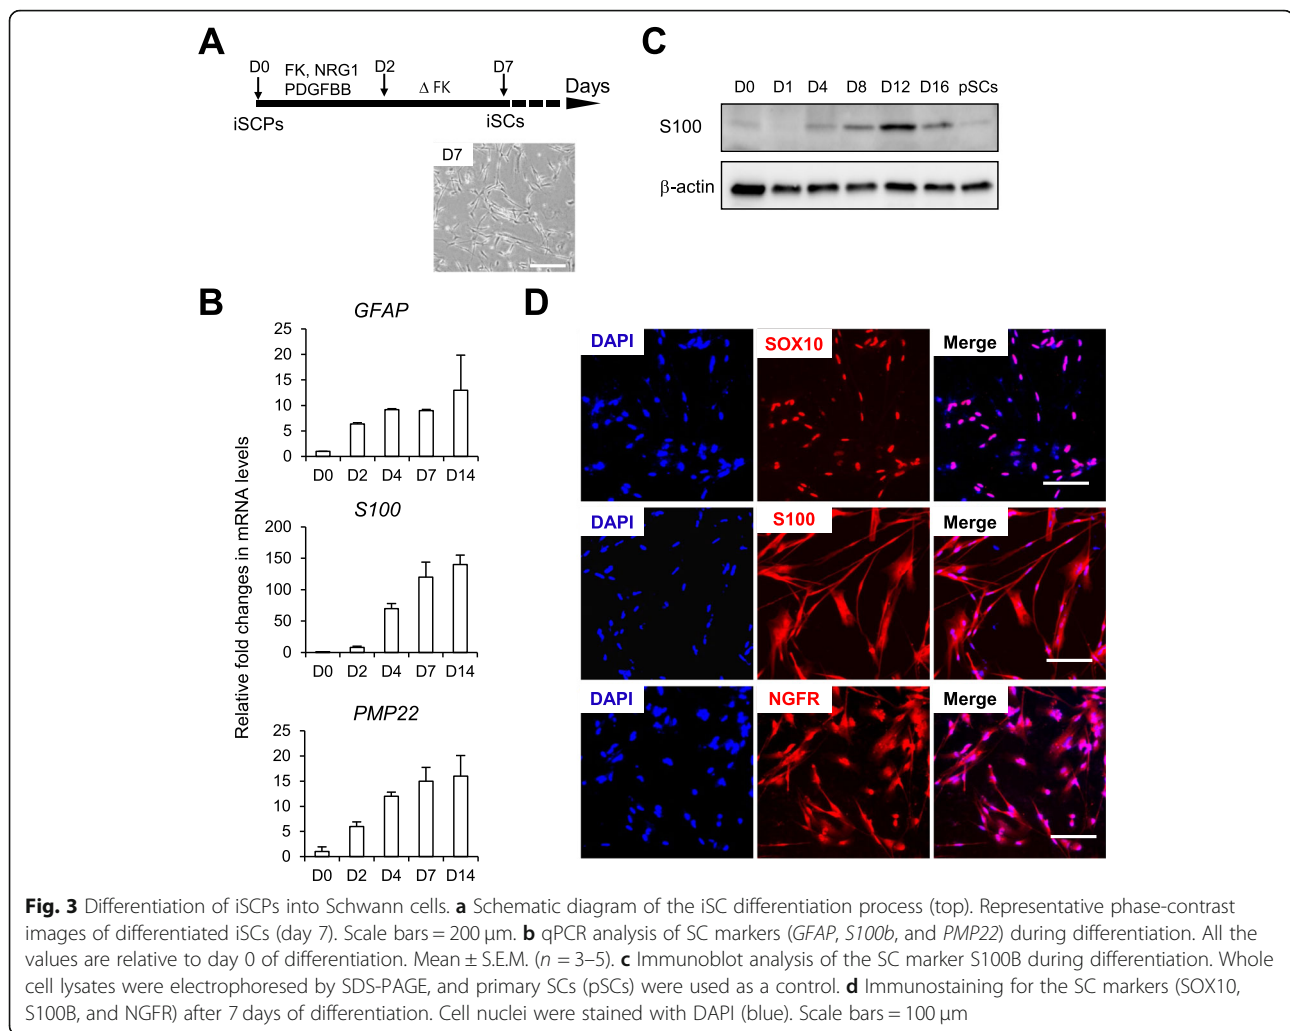 A
D0 FK, NRG1 D2 D7
PDGFBB Δ FK Days
iSCPs iSCs
D7
B
Relative fold changes in mRNA levels
GFAP
25
20
15
10
5
0
D0 D2 D4 D7 D14
S100
200
150
100
50
0
D0 D2 D4 D7 D14
PMP22
25
20
15
10
5
0
D0 D2 D4 D7 D14
C
D0 D1 D4 D8 D12 D16 pSCs
S100
β-actin
D
DAPI SOX10 Merge
DAPI S100 Merge
DAPI NGFR Merge
Fig. 3 Differentiation of iSCPs into Schwann cells. a Schematic diagram of the iSC differentiation process (top). Representative phase-contrast
images of differentiated iSCs (day 7). Scale bars = 200 μm. b qPCR analysis of SC markers (GFAP, S100b, and PMP22) during differentiation. All the
values are relative to day 0 of differentiation. Mean ± S.E.M. (n = 3–5). c Immunoblot analysis of the SC marker S100B during differentiation. Whole
cell lysates were electrophoresed by SDS-PAGE, and primary SCs (pSCs) were used as a control. d Immunostaining for the SC markers (SOX10,
S100B, and NGFR) after 7 days of differentiation. Cell nuclei were stained with DAPI (blue). Scale bars = 100 μm